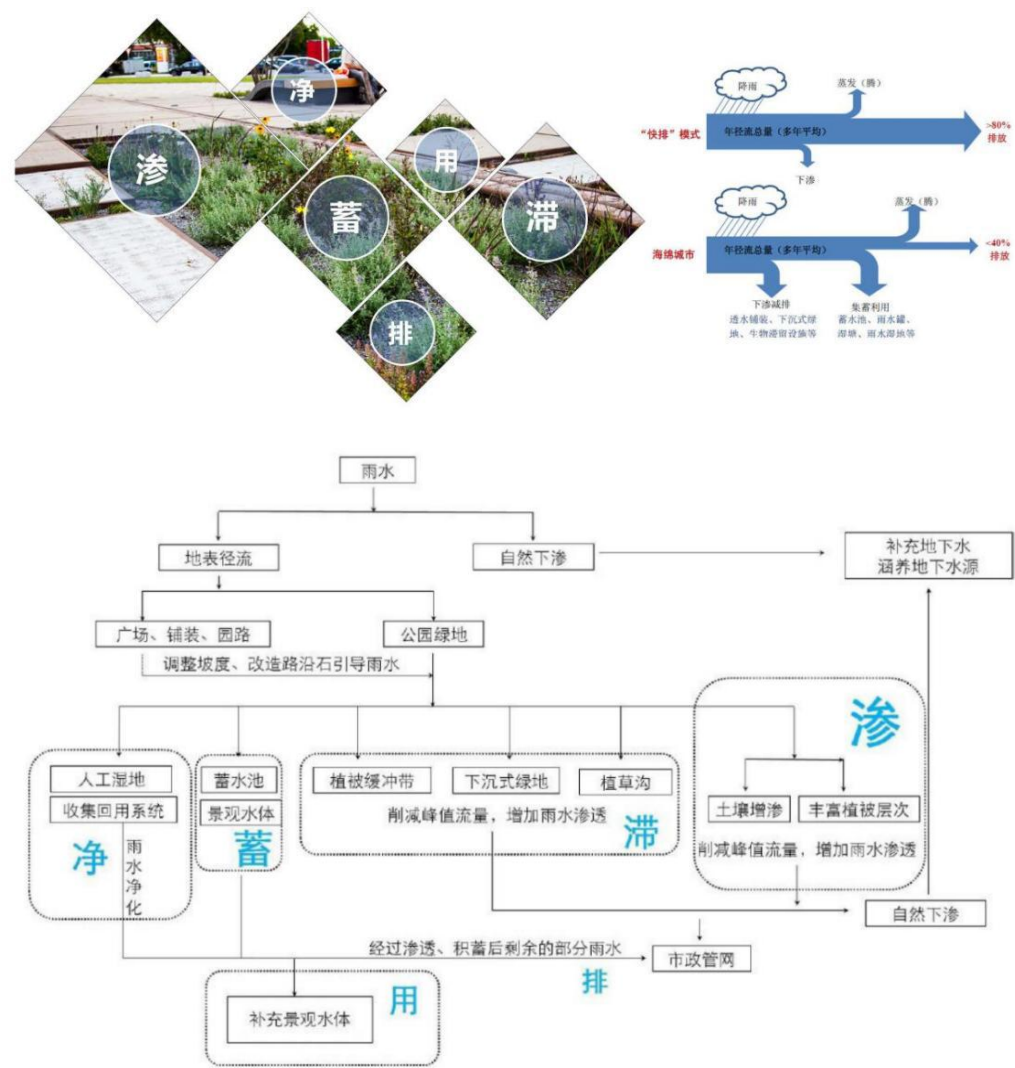 净
渗
用
蓄
滞
排
降雨
蒸发（腾）
“快排”模式
年径流总量（多年平均）
>80%
排放
下渗
降雨
蒸发（腾）
海绵城市
年径流总量（多年平均）
<40%
排放
下渗减排
透水铺装、下沉式绿
地、生物滞留设施等
集蓄利用
蓄水池、雨水罐、
湿塘、雨水湿地等
雨水
地表径流
自然下渗
补充地下水
涵养地下水源
广场、铺装、园路
公园绿地
调整坡度、改造路沿石引导雨水
渗
人工湿地
收集回用系统
净
雨水净化
蓄水池
景观水体
蓄
植被缓冲带
下沉式绿地
植草沟
削减峰值流量，增加雨水渗透
滞
土壤增渗
丰富植被层次
削减峰值流量，增加雨水渗透
自然下渗
经过渗透、积蓄后剩余的部分雨水
市政管网
排
用
补充景观水体